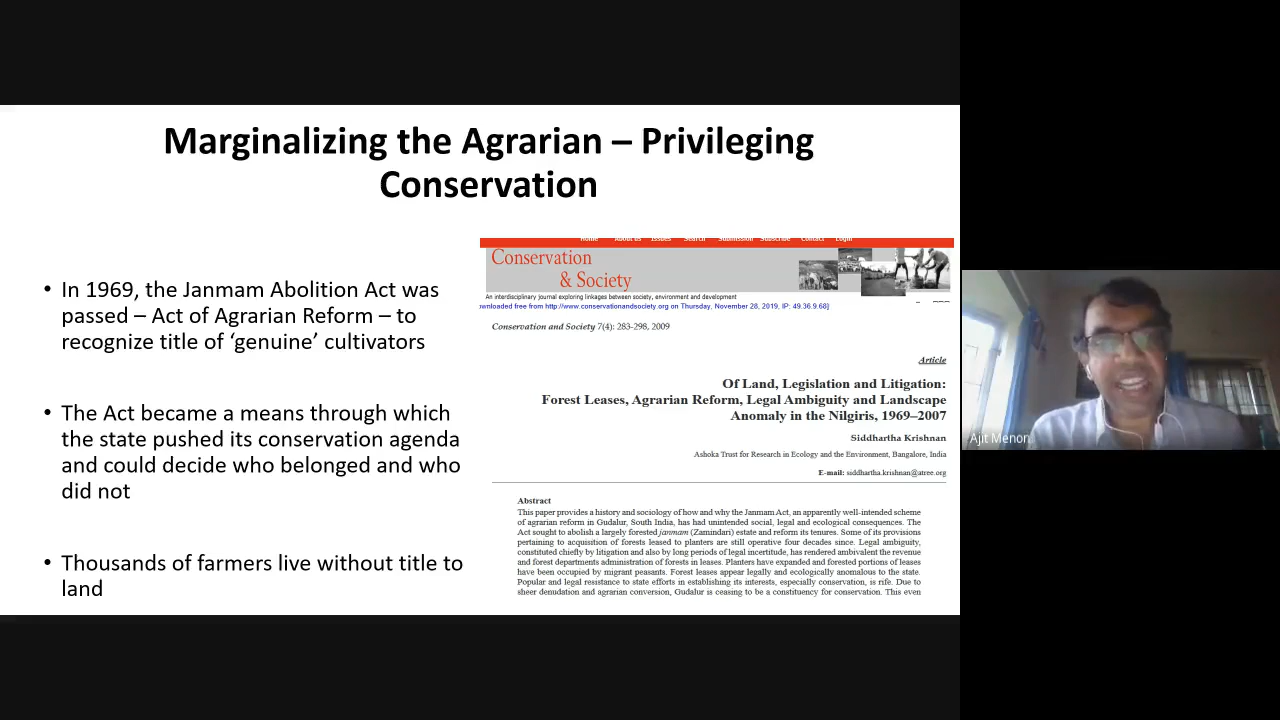 Marginalizing the Agrarian – Privileging
Conservation
• In 1969, the Janmam Abolition Act was
passed – Act of Agrarian Reform – to
recognize title of ‘genuine’ cultivators
• The Act became a means through which
the state pushed its conservation agenda
and could decide who belonged and who
did not
• Thousands of farmers live without title to
land
Home About us Issues Search Submission Subscribe Contact Login
Conservation
& Society
An interdisciplinary journal exploring linkages between society, environment and development
wnloaded free from http://www.conservationandsociety.org on Thursday, November 28, 2019, IP: 49.36.9.68]
Conservation and Society 7(4): 283-298, 2009
Article
Of Land, Legislation and Litigation:
Forest Leases, Agrarian Reform, Legal Ambiguity and Landscape
Anomaly in the Nilgiris, 1969–2007
Siddhartha Krishnan
Ashoka Trust for Research in Ecology and the Environment, Bangalore, India
E-mail: siddhartha.krishnan@atree.org
Abstract
This paper provides a history and sociology of how and why the Janmam Act, an apparently well-intended scheme
of agrarian reform in Gudalur, South India, has had unintended social, legal and ecological consequences. The
Act sought to abolish a largely forested janmam (Zamindari) estate and reform its tenures. Some of its provisions
pertaining to acquisition of forests leased to planters are still operative four decades since. Legal ambiguity,
constituted chiefly by litigation and also by long periods of legal incertitude, has rendered ambivalent the revenue
and forest departments administration of forests in leases. Planters have expanded and forested portions of leases
have been occupied by migrant peasants. Forest leases appear legally and ecologically anomalous to the state.
Popular and legal resistance to state efforts in establishing its interests, especially conservation, is rife. Due to
sheer denudation and agrarian conversion, Gudalur is ceasing to be a constituency for conservation. This even
Ajit Menon